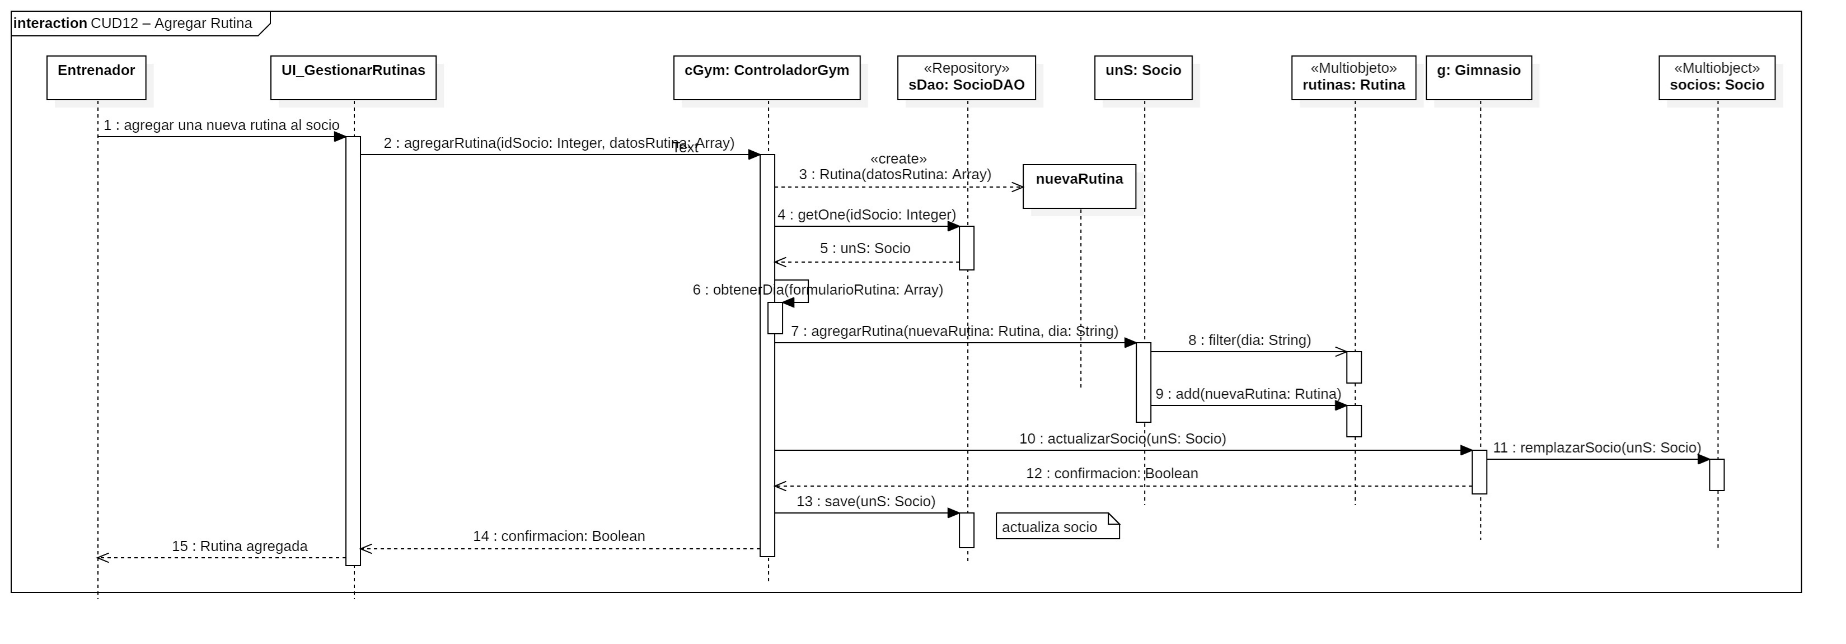 interaction CUD12 – Agregar Rutina
Entrenador
UI_GestionarRutinas
cGym: ControladorGym
«Repository»
sDao: SocioDAO
unS: Socio
«Multiobjeto»
rutinas: Rutina
g: Gimnasio
«Multiobject»
socios: Socio
1 : agregar una nueva rutina al socio
2 : agregarRutina(idSocio: Integer, datosRutina: Array)
Text
«create»
3 : Rutina(datosRutina: Array)
nuevaRutina
4 : getOne(idSocio: Integer)
5 : unS: Socio
6 : obtenerDia(formularioRutina: Array)
7 : agregarRutina(nuevaRutina: Rutina, dia: String)
8 : filter(dia: String)
9 : add(nuevaRutina: Rutina)
10 : actualizarSocio(unS: Socio)
11 : remplazarSocio(unS: Socio)
12 : confirmacion: Boolean
13 : save(unS: Socio)
actualiza socio
14 : confirmacion: Boolean
15 : Rutina agregada